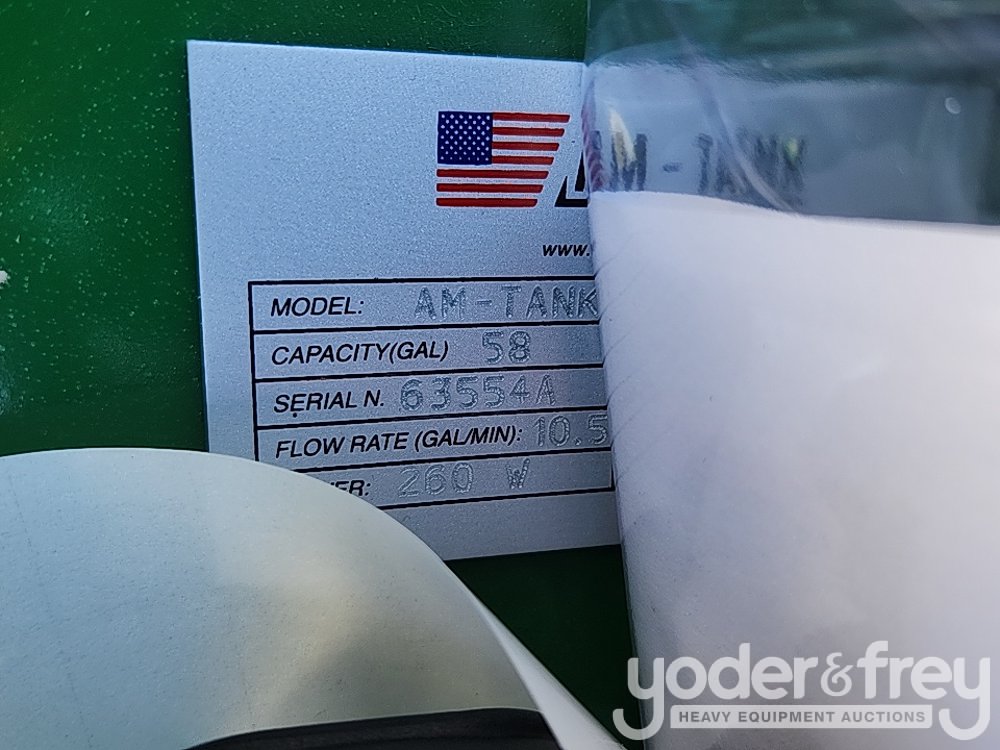 AM-TANK
www.
MODEL: AM-TANK
CAPACITY(GAL) 58
SERIAL N. 63554A
FLOW RATE (GAL/MIN): 10.5
260 W
yoder&frey
HEAVY EQUIPMENT AUCTIONS